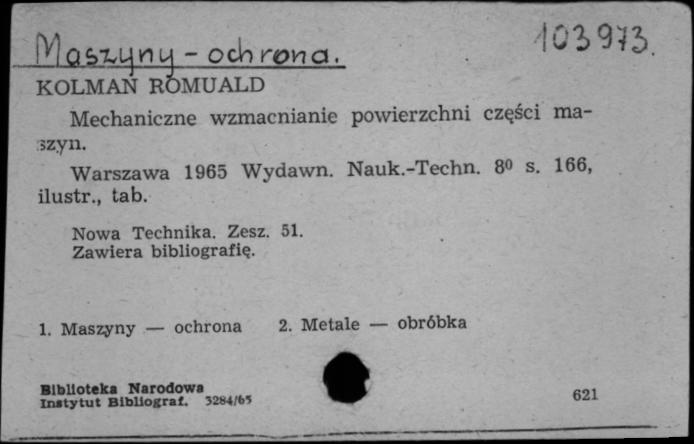 Maszyny - ochrona. 103973.
KOLMAN ROMUALD
Mechaniczne wzmacnianie powierzchni części ma-
szyn.
Warszawa 1965 Wydawn. Nauk.-Techn. 8⁰ s. 166,
ilustr., tab.
Nowa Technika. Zesz. 51.
Zawiera bibliografię.
1. Maszyny — ochrona 2. Metale — obróbka
Biblioteka Narodowa
Instytut Bibliograf. 3284/65 621